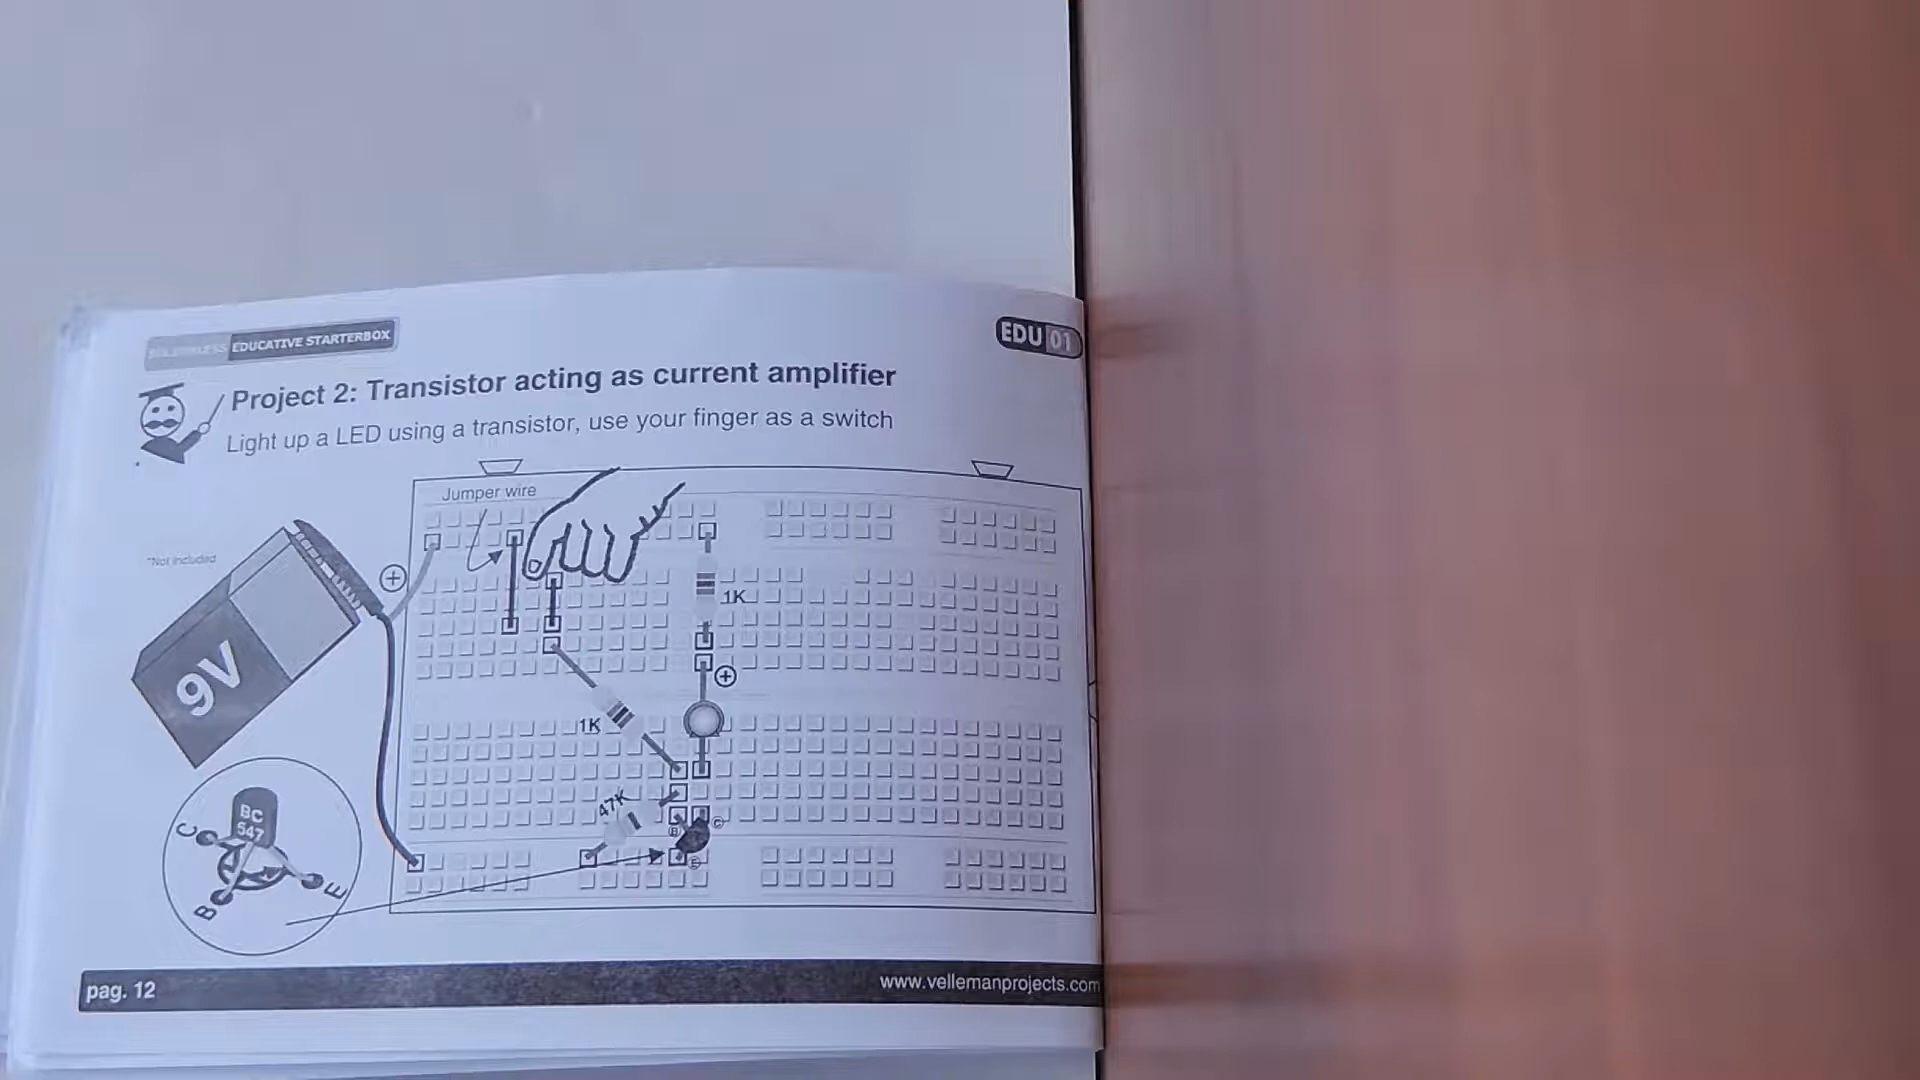 SOLDERLESS EDUCATIVE STARTERBOX
EDU 01
Project 2: Transistor acting as current amplifier
Light up a LED using a transistor, use your finger as a switch
Jumper wire
*Not included
+
1K
9V
+
1K
47K
B
C
E
BC
547
C
B
E
pag. 12
www.vellemanprojects.com